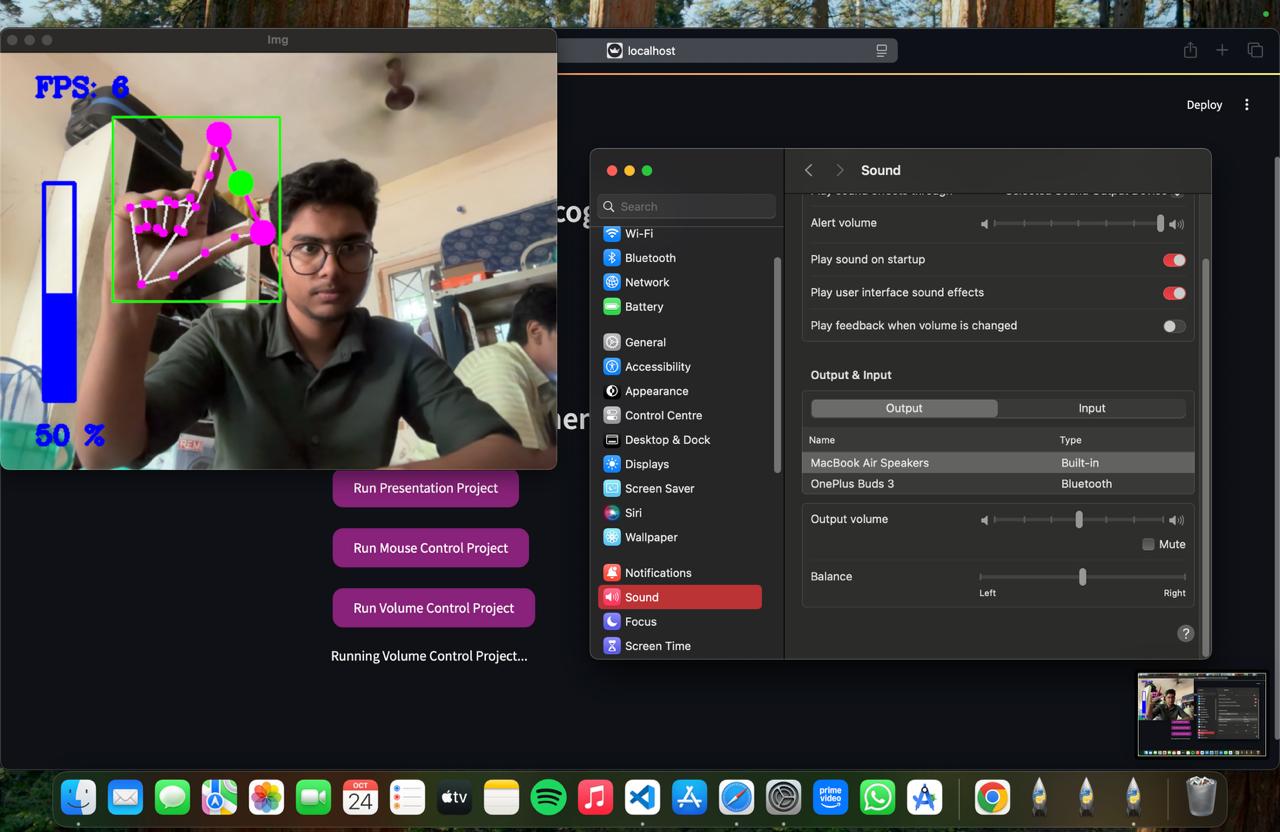 Img
FPS: 6
50 %
REM
localhost
Deploy
cog
ner
Run Presentation Project
Run Mouse Control Project
Run Volume Control Project
Running Volume Control Project...
Search
Wi-Fi
Bluetooth
Network
Battery
General
Accessibility
Appearance
Control Centre
Desktop & Dock
Displays
Screen Saver
Siri
Wallpaper
Notifications
Sound
Focus
Screen Time
Sound
Alert volume
Play sound on startup
Play user interface sound effects
Play feedback when volume is changed
Output & Input
Output Input
Name Type
MacBook Air Speakers Built-in
OnePlus Buds 3 Bluetooth
Output volume
Mute
Balance
Left Right
?
OCT
24
tv
prime
video